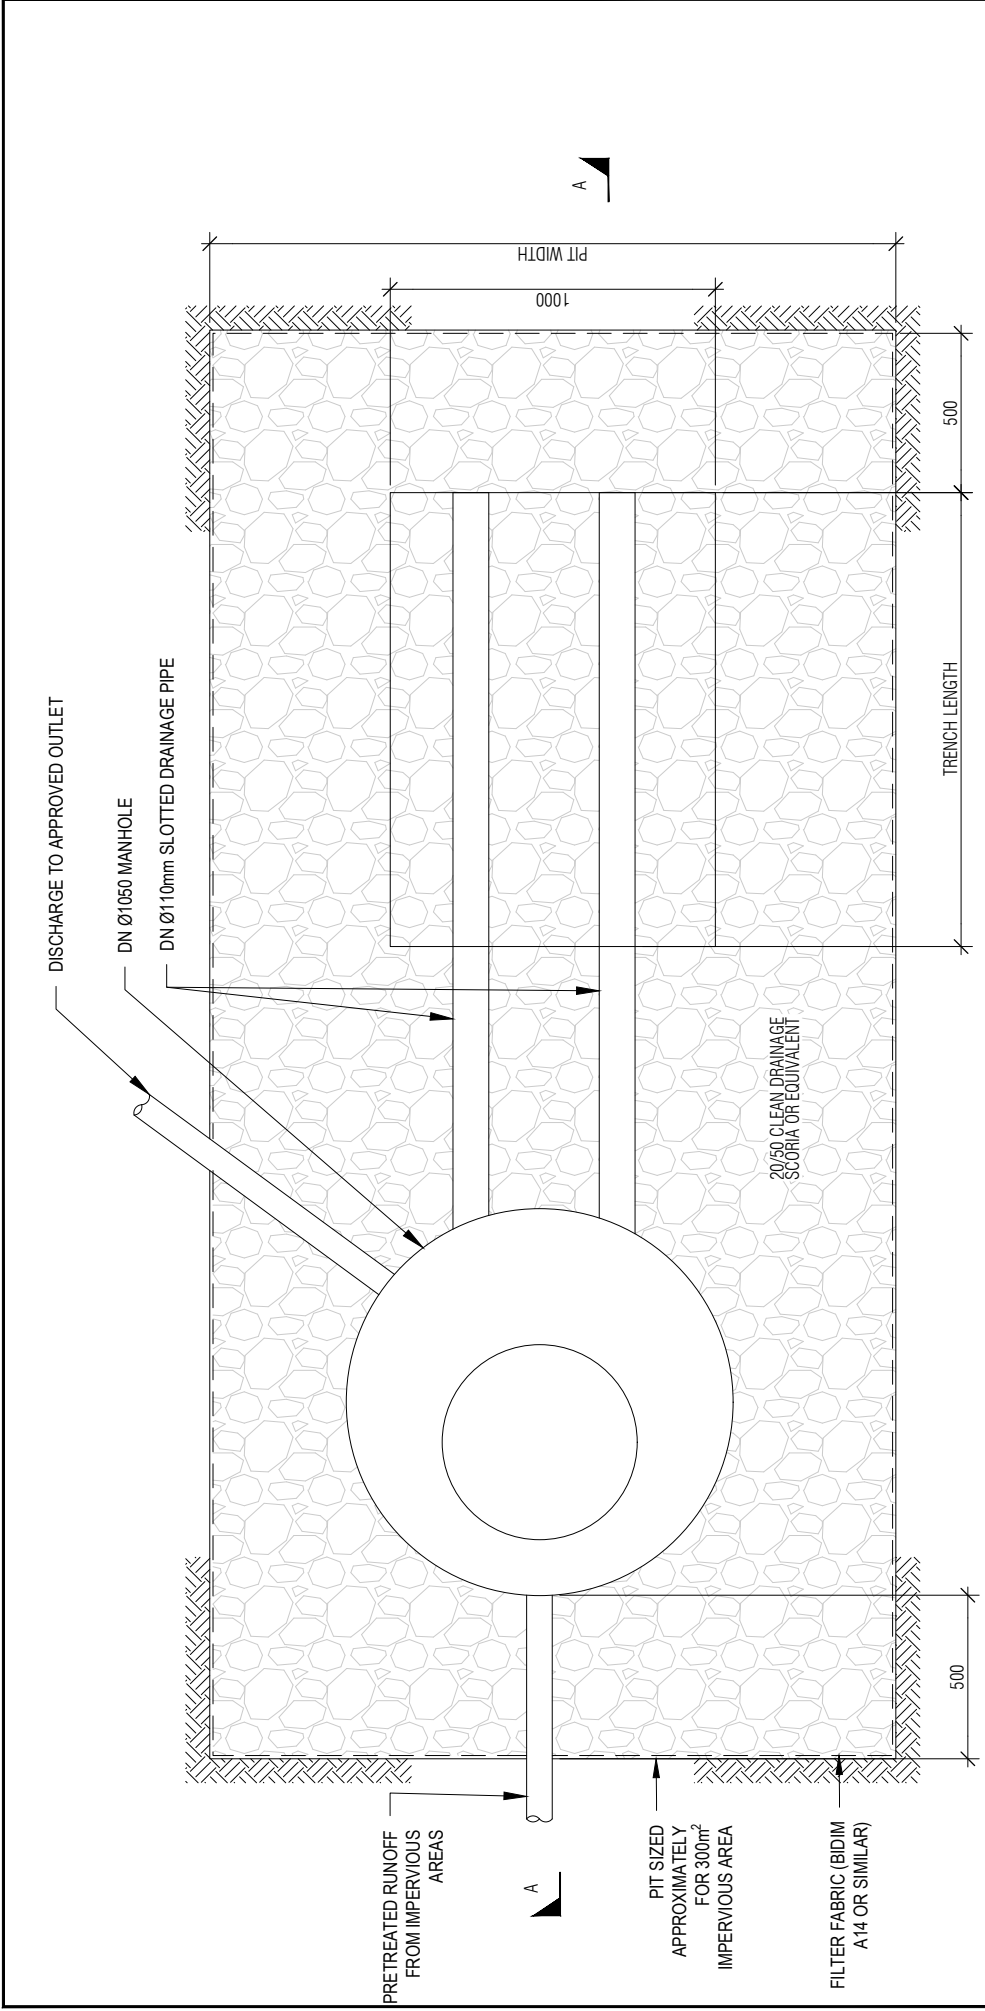 DISCHARGE TO APPROVED OUTLET
DN Ø1050 MANHOLE
DN Ø110mm SLOTTED DRAINAGE PIPE
PRETREATED RUNOFF
FROM IMPERVIOUS
AREAS
A
PIT SIZED
APPROXIMATELY
FOR 300m²
IMPERVIOUS AREA
FILTER FABRIC (BIDIM
A14 OR SIMILAR)
20/50 CLEAN DRAINAGE
SCORIA OR EQUIVALENT
500
TRENCH LENGTH
500
1000
PIT WIDTH
A